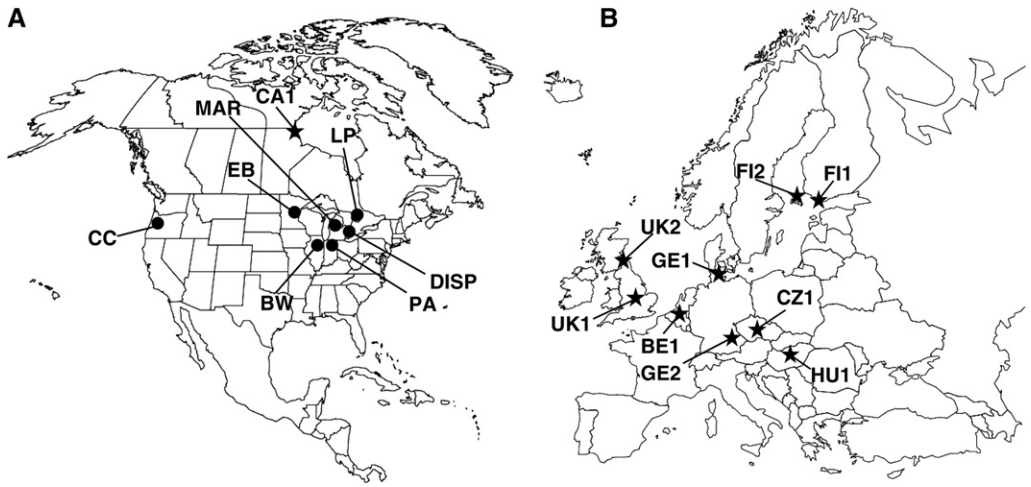 A
CA1
MAR
LP
EB
CC
DISP
BW
PA
B
FI2
FI1
UK2
GE1
CZ1
UK1
BE1
GE2
HU1